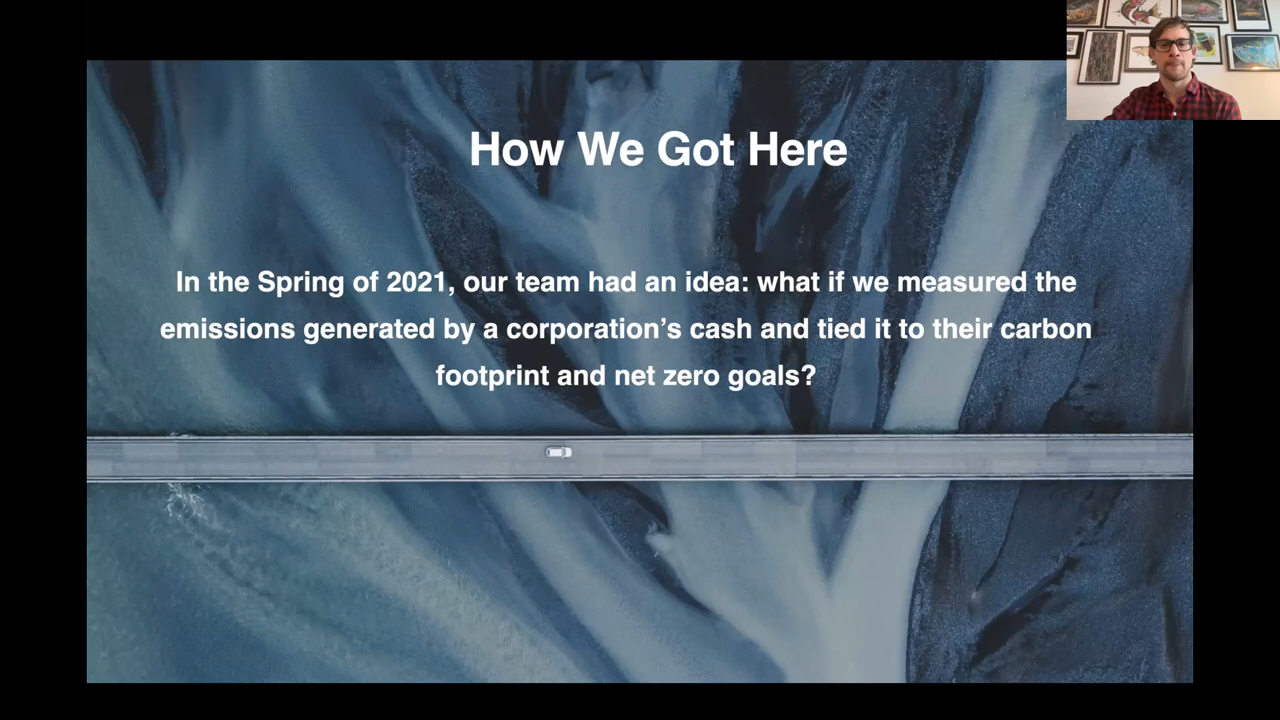 How We Got Here
In the Spring of 2021, our team had an idea: what if we measured the
emissions generated by a corporation’s cash and tied it to their carbon
footprint and net zero goals?